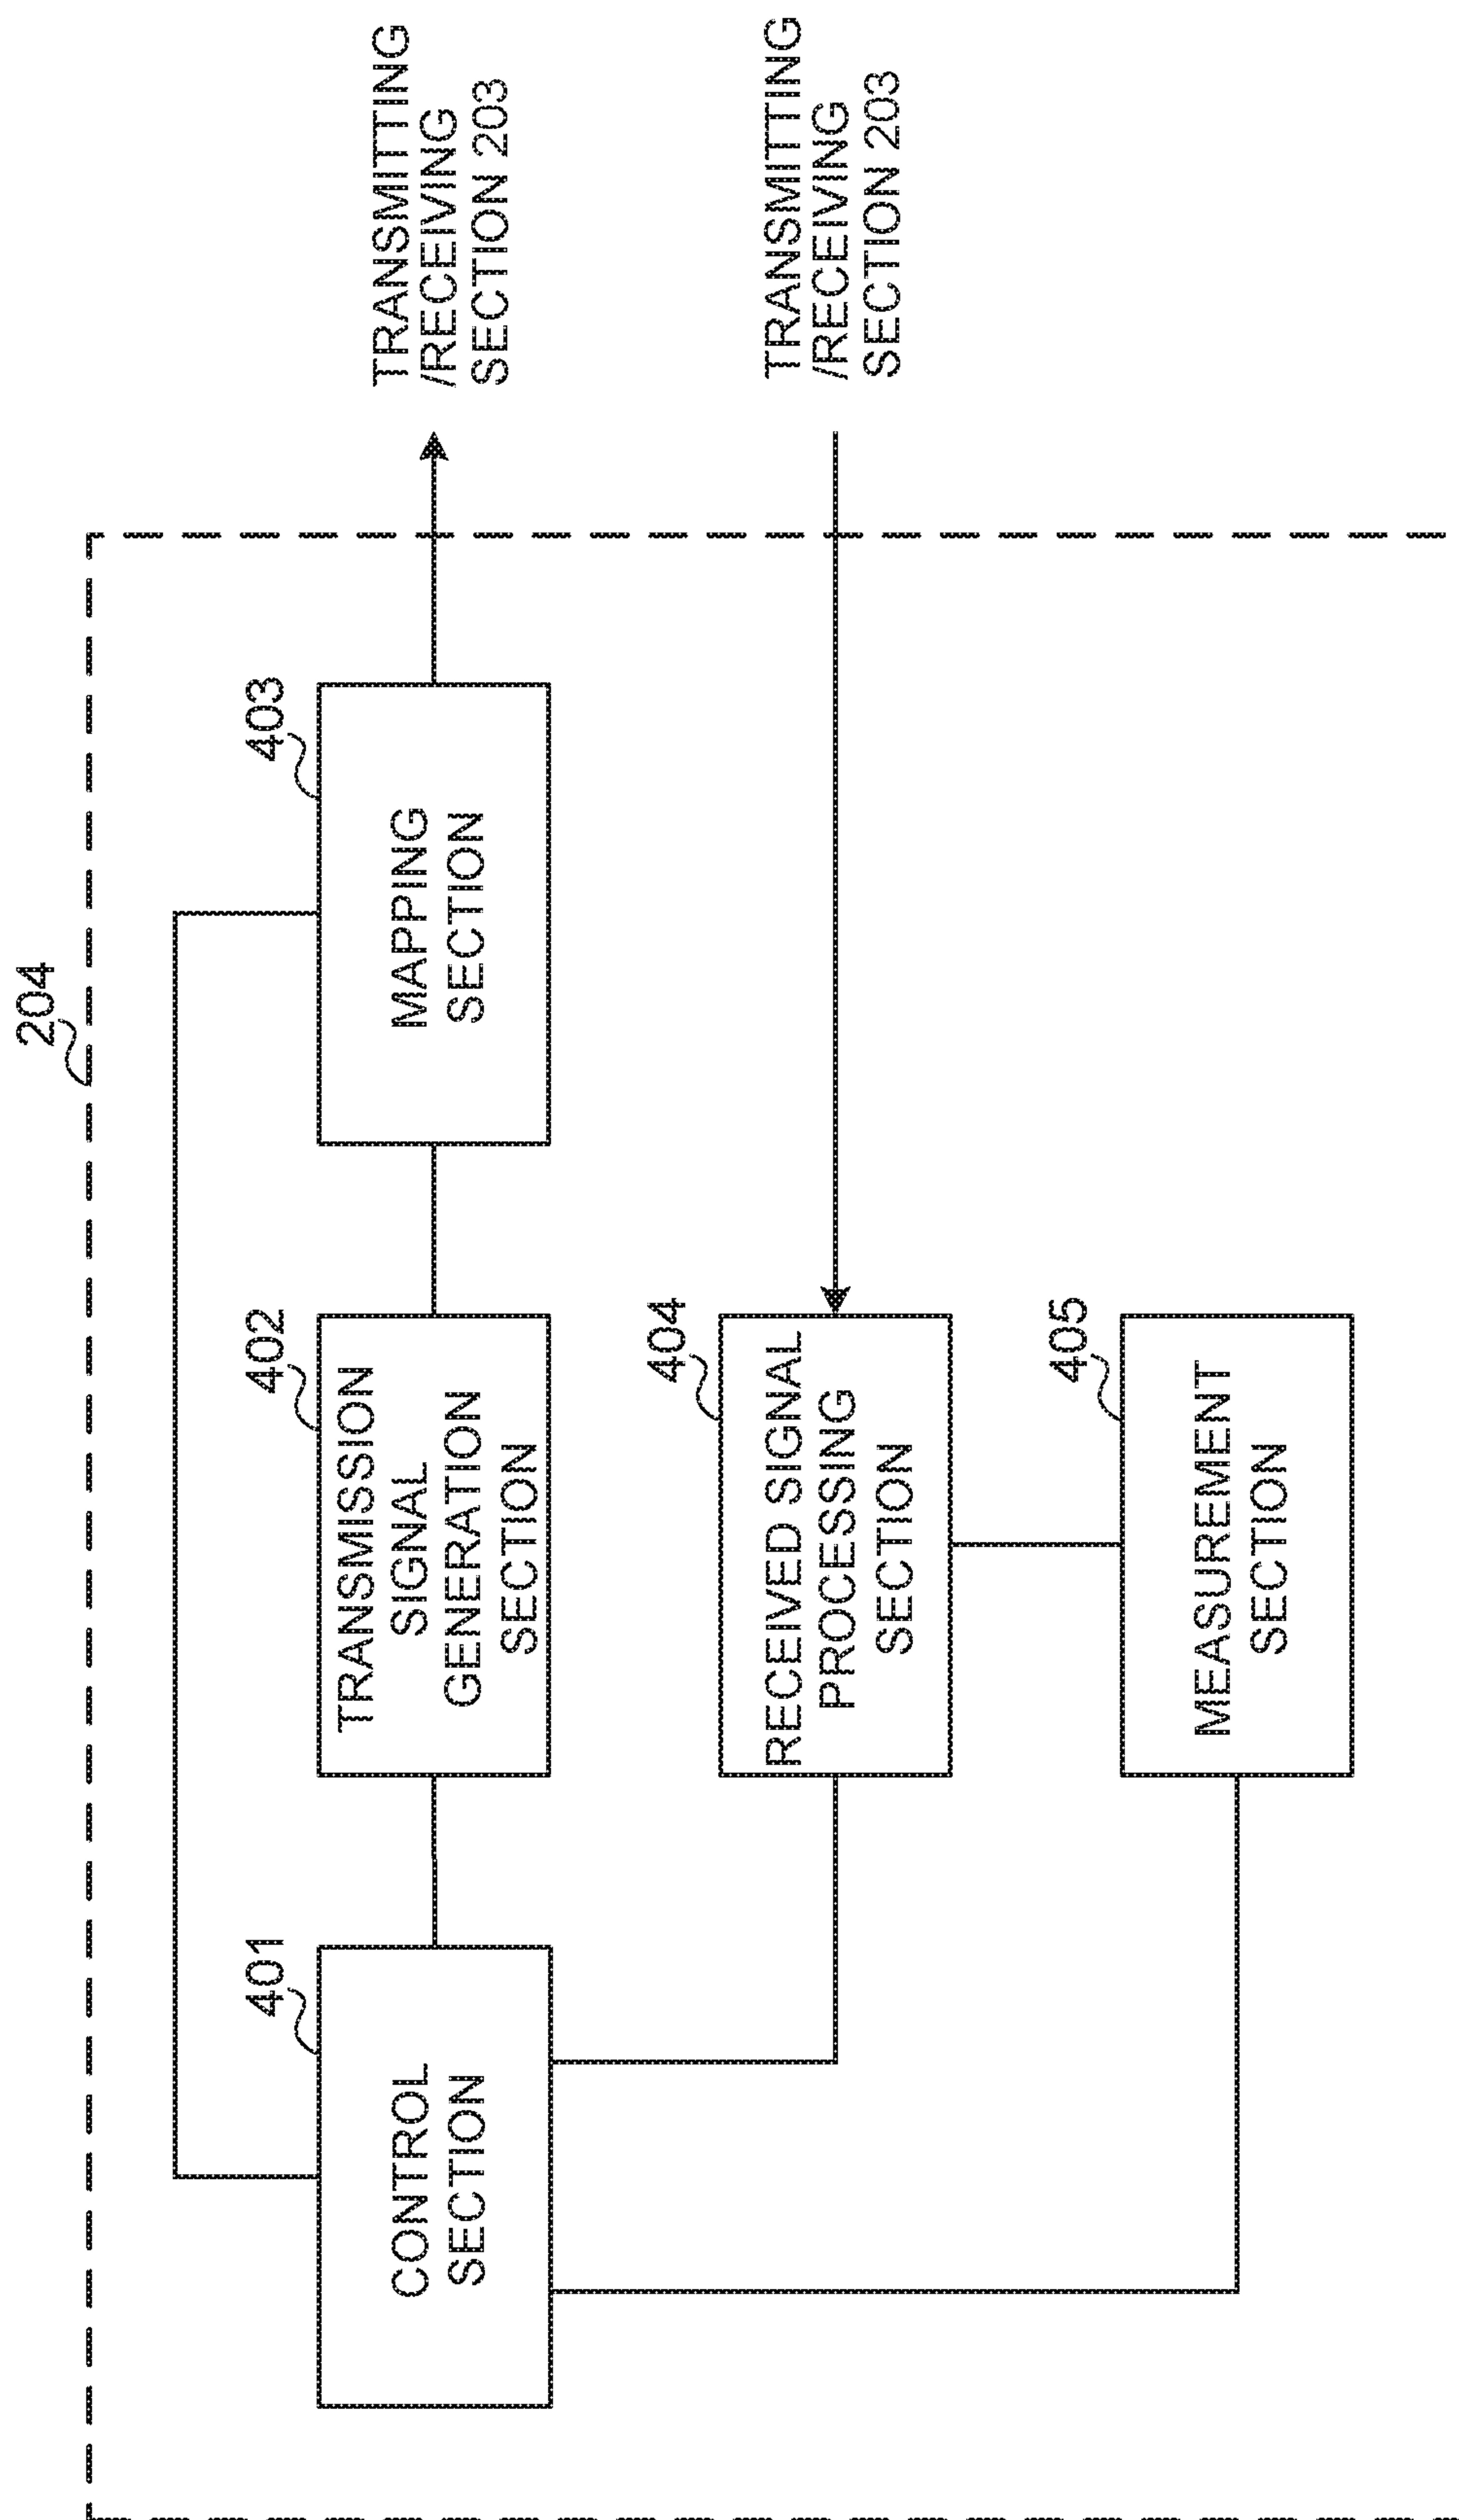 204
401
CONTROL
SECTION
402
TRANSMISSION
SIGNAL
GENERATION
SECTION
403
MAPPING
SECTION
TRANSMITTING
/RECEIVING
SECTION 203
404
RECEIVED SIGNAL
PROCESSING
SECTION
TRANSMITTING
/RECEIVING
SECTION 203
405
MEASUREMENT
SECTION